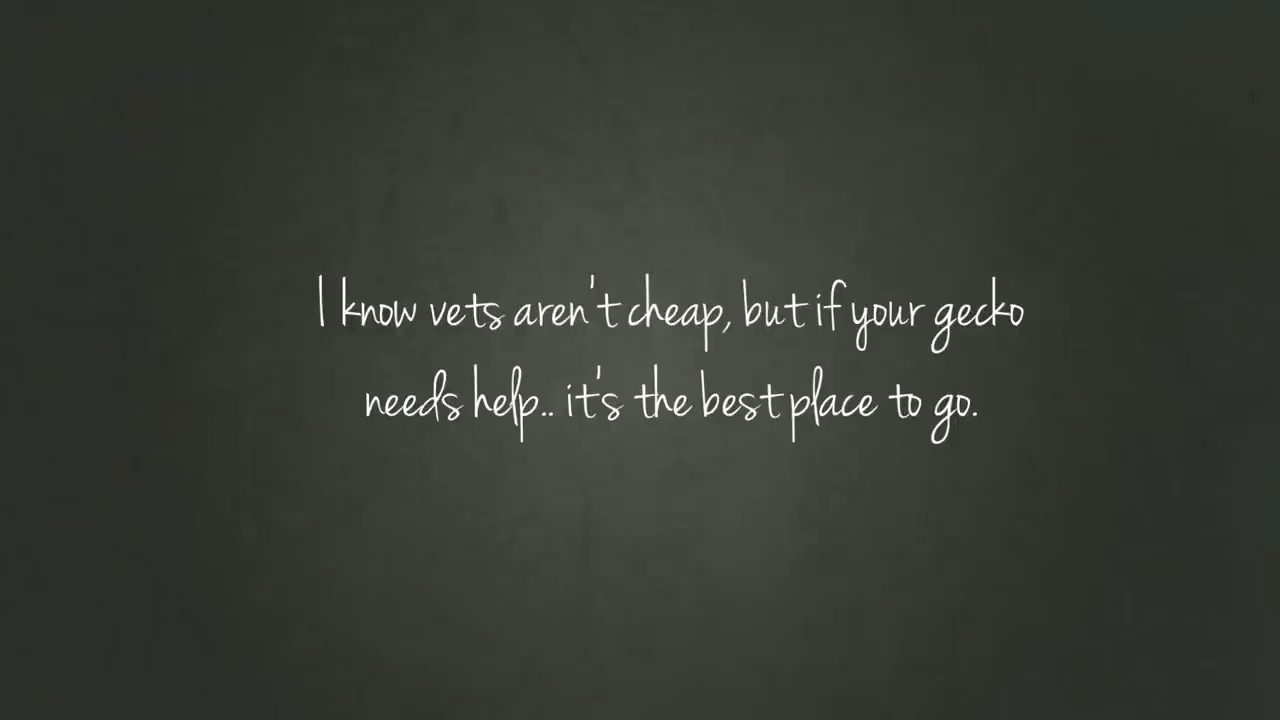 I know vets aren't cheap, but if your gecko
needs help.. it's the best place to go.